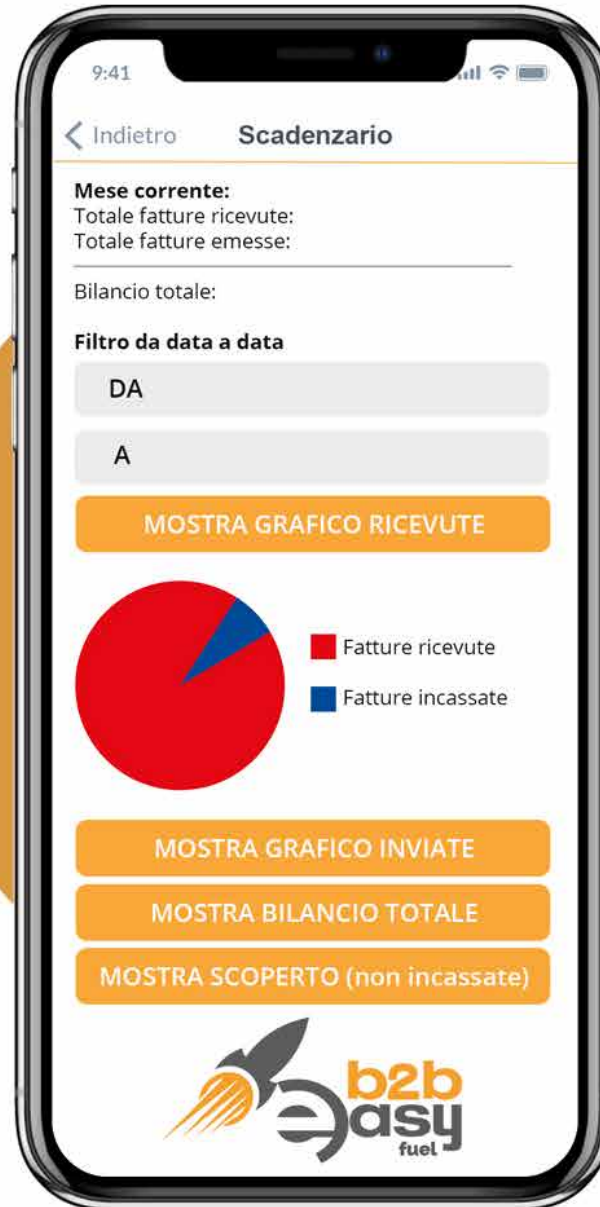 9:41
Indietro Scadenzario
Mese corrente:
Totale fatture ricevute:
Totale fatture emesse:
Bilancio totale:
Filtro da data a data
DA
A
MOSTRA GRAFICO RICEVUTE
Fatture ricevute
Fatture incassate
MOSTRA GRAFICO INVIATE
MOSTRA BILANCIO TOTALE
MOSTRA SCOPERTO (non incassate)
b2b
easy
fuel